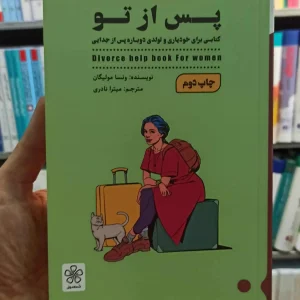 پس از تو
کتابی برای خودیاری و تولدی دوباره پس از جدایی
Divorce help book For women
نویسنده: ونسا مولیگان
مترجم: میترا نادری
چاپ دوم